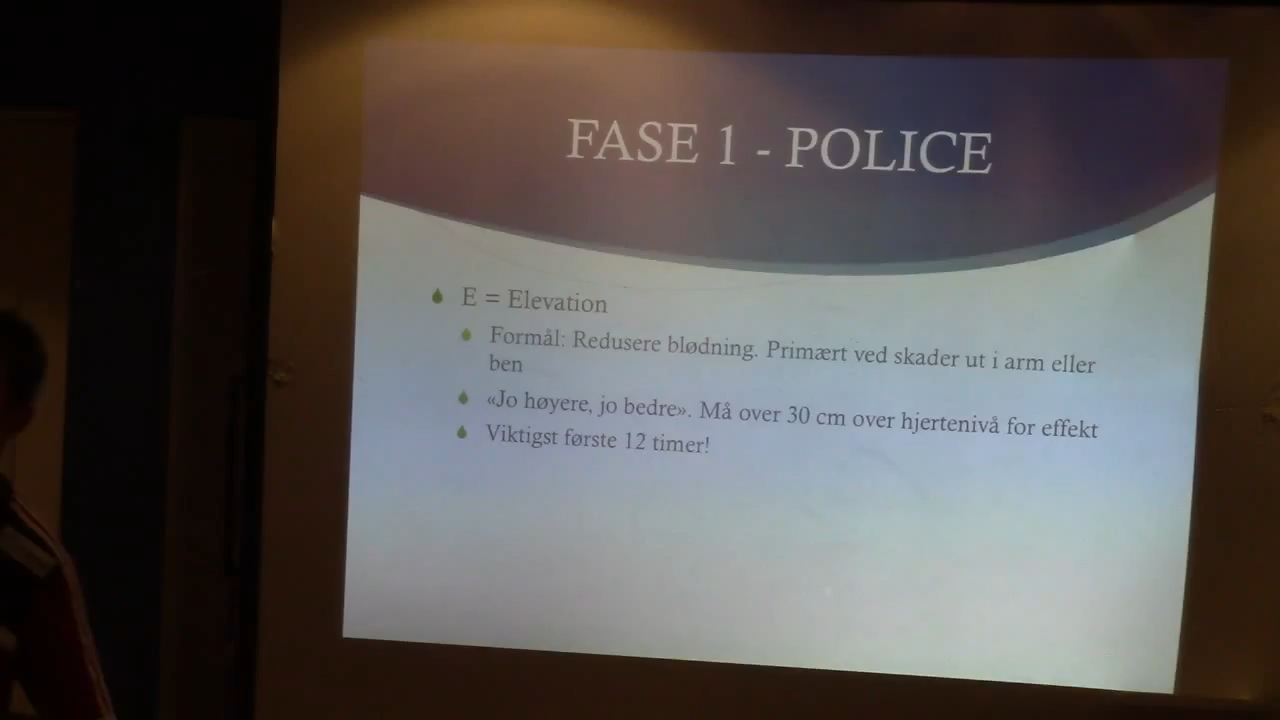 FASE 1 - POLICE
E = Elevation
Formål: Redusere blødning. Primært ved skader ut i arm eller
ben
«Jo høyere, jo bedre». Må over 30 cm over hjertenivå for effekt
Viktigst første 12 timer!